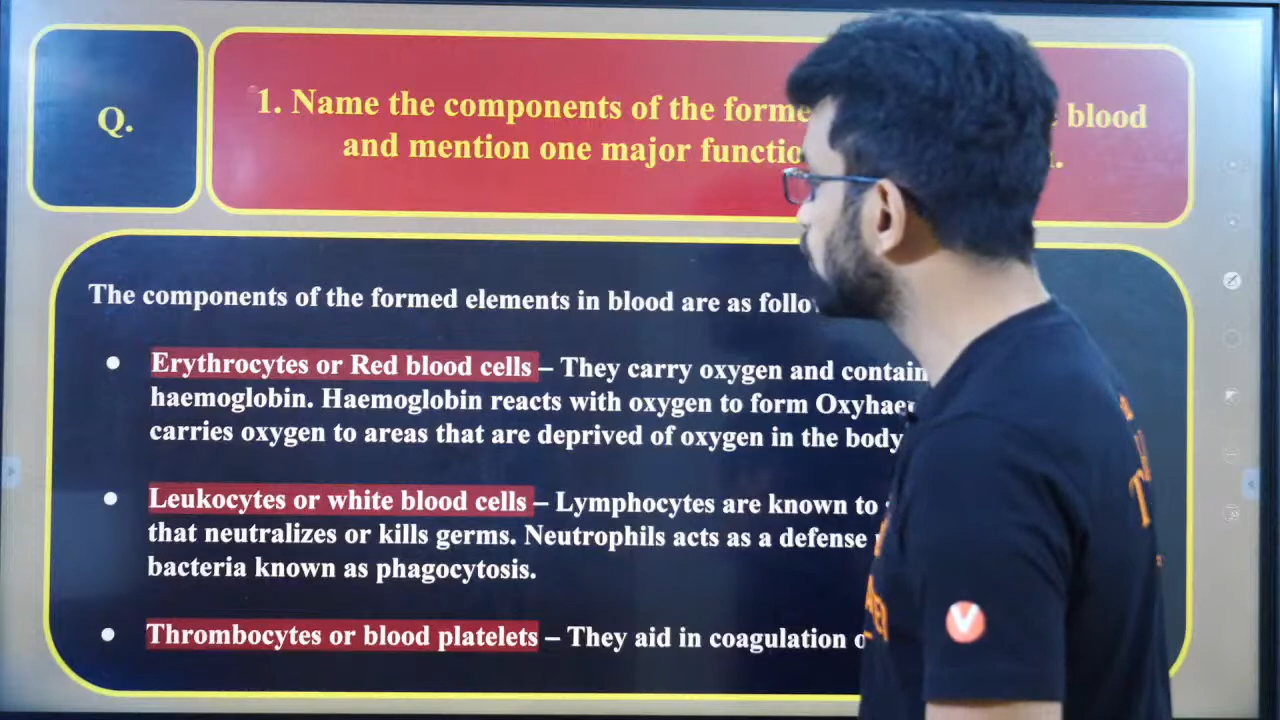 Q.
1. Name the components of the blood
and mention one major
The components of the formed elements in blood are as
Erythrocytes or Red blood cells – They carry oxygen and contain
haemoglobin. Haemoglobin reacts with oxygen to form
carries oxygen to areas that are deprived of oxygen in the body
Leukocytes or white blood cells – Lymphocytes are known to
that neutralizes or kills germs. Neutrophils acts as a defense
bacteria known as phagocytosis.
Thrombocytes or blood platelets – They aid in coagulation
V